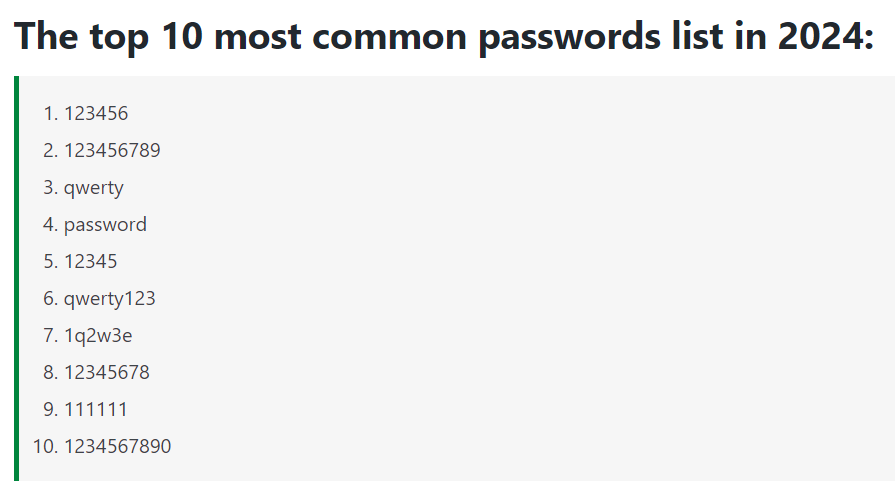 The top 10 most common passwords list in 2024:
1. 123456
2. 123456789
3. qwerty
4. password
5. 12345
6. qwerty123
7. 1q2w3e
8. 12345678
9. 111111
10. 1234567890